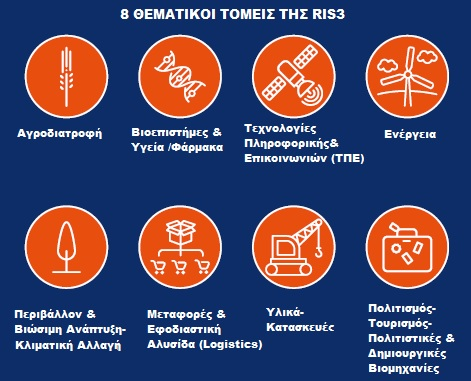 8 ΘΕΜΑΤΙΚΟΙ ΤΟΜΕΙΣ ΤΗΣ RIS3
Αγροδιατροφή
Βιοεπιστήμες &
Υγεία /Φάρμακα
Τεχνολογίες
Πληροφορικής&
Επικοινωνιών (ΤΠΕ)
Ενέργεια
Περιβάλλον &
Βιώσιμη Ανάπτυξη-
Κλιματική Αλλαγή
Μεταφορές &
Εφοδιαστική
Αλυσίδα (Logistics)
Υλικά-
Κατασκευές
Πολιτισμός-
Τουρισμός-
Πολιτιστικές &
Δημιουργικές
Βιομηχανίες